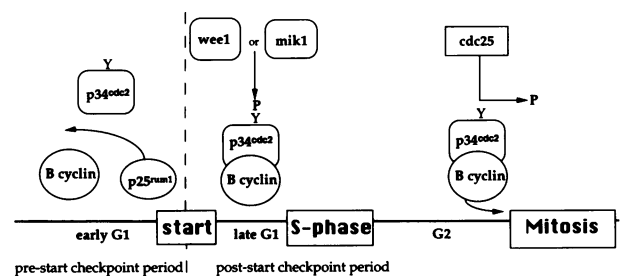 wee1 or mik1
cdc25
Y
p34cdc2
P
Y
p34cdc2
B cyclin
P
Y
p34cdc2
B cyclin
B cyclin
p25rum1
early G1
start
late G1
S-phase
G2
Mitosis
pre-start checkpoint period
post-start checkpoint period